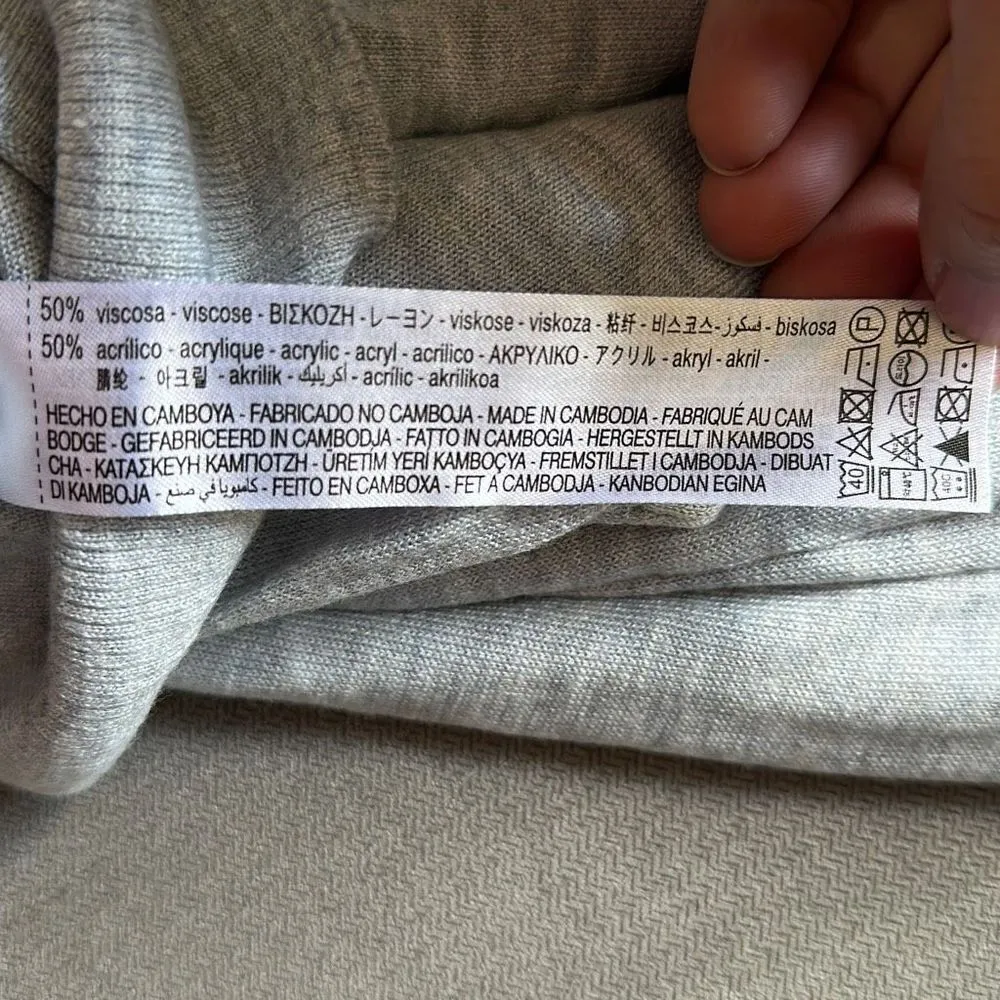 50% viscosa - viscose - ΒΙΣΚΟΖΗ - レーヨン - viskose - viskoza - 粘纤 - 비스코스 - فسكوز - biskosa
50% acrílico - acrylique - acrylic - acryl - acrilico - ΑΚΡΥΛΙΚΟ - アクリル - akryl - akril -
腈纶 - 아크릴 - akrilik - أكريليك - acrílic - akrilikoa
HECHO EN CAMBOYA - FABRICADO NO CAMBOJA - MADE IN CAMBODIA - FABRIQUÉ AU CAM
BODGE - GEFABRICEERD IN CAMBODJA - FATTO IN CAMBOGIA - HERGESTELLT IN KAMBODS
CHA - ΚΑΤΑΣΚΕΥΗ ΚΑΜΠΟΤΖΗ - ÜRETİM YERİ KAMBOÇYA - FREMSTILLET I CAMBODJA - DIBUAT
DI KAMBOJA - صنع في كامبوديا - FEITO EN CAMBOXA - FET A CAMBODJA - KANBODIAN EGINA
P
40